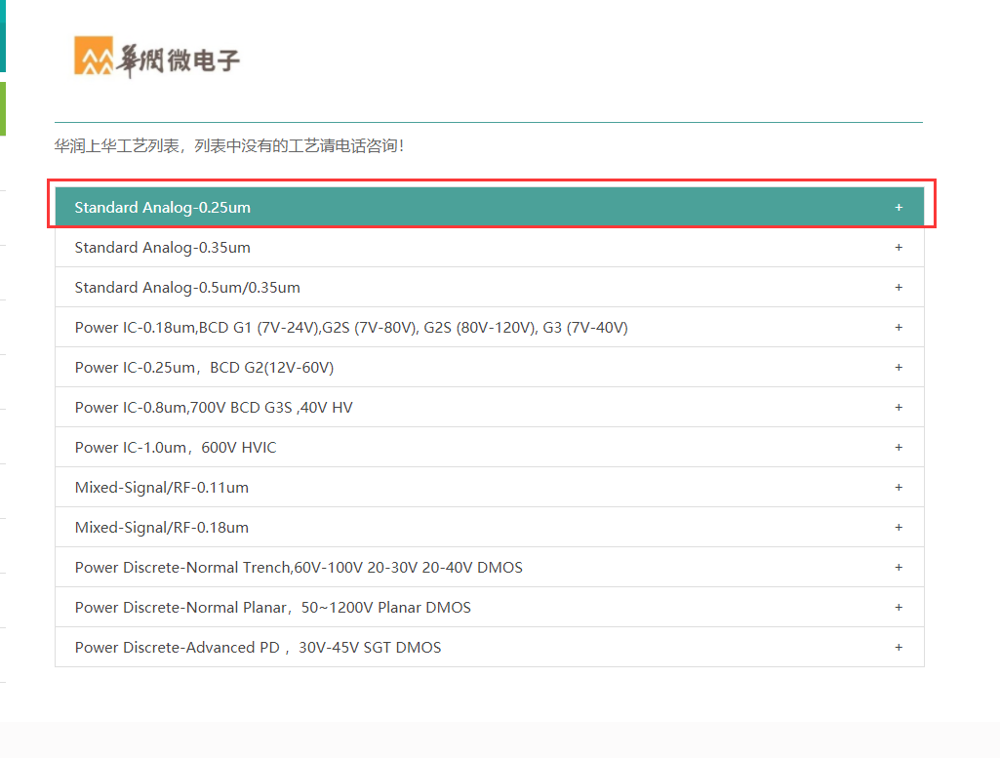 華潤微电子
华润上华工艺列表，列表中没有的工艺请电话咨询！
Standard Analog-0.25um +
Standard Analog-0.35um +
Standard Analog-0.5um/0.35um +
Power IC-0.18um,BCD G1 (7V-24V),G2S (7V-80V), G2S (80V-120V), G3 (7V-40V) +
Power IC-0.25um，BCD G2(12V-60V) +
Power IC-0.8um,700V BCD G3S ,40V HV +
Power IC-1.0um，600V HVIC +
Mixed-Signal/RF-0.11um +
Mixed-Signal/RF-0.18um +
Power Discrete-Normal Trench,60V-100V 20-30V 20-40V DMOS +
Power Discrete-Normal Planar，50~1200V Planar DMOS +
Power Discrete-Advanced PD ，30V-45V SGT DMOS +